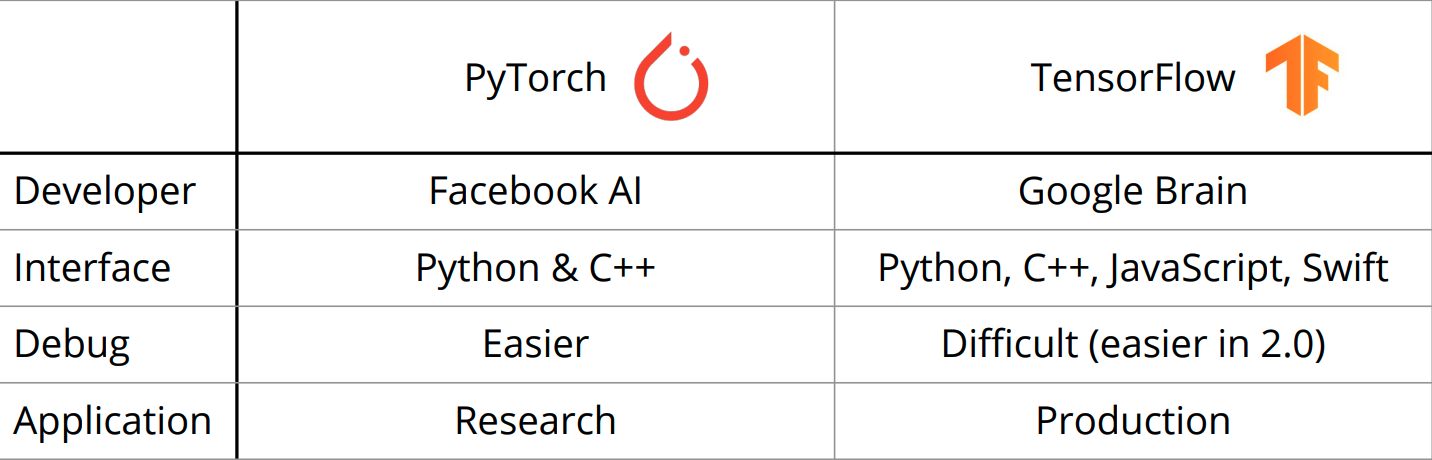 PyTorch TensorFlow
Developer Facebook AI Google Brain
Interface Python & C++ Python, C++, JavaScript, Swift
Debug Easier Difficult (easier in 2.0)
Application Research Production